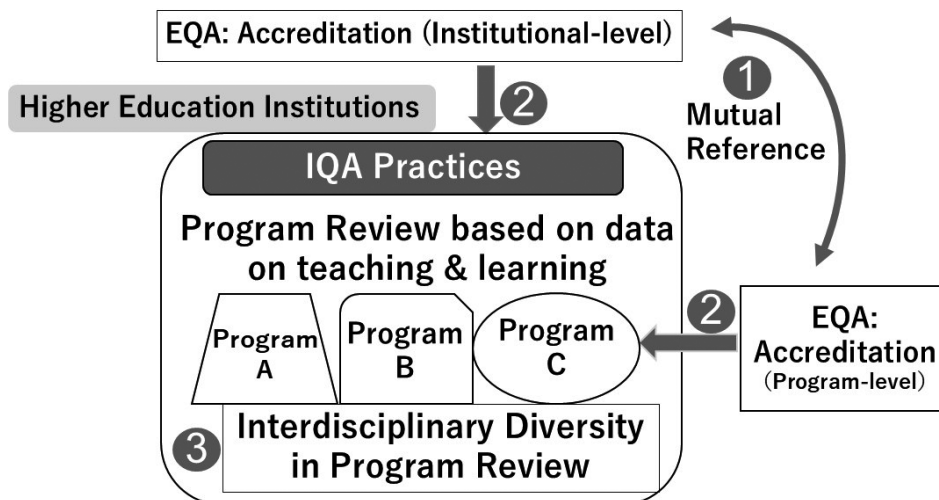 EQA: Accreditation (Institutional-level)
1
Mutual
Reference
2
Higher Education Institutions
IQA Practices
Program Review based on data
on teaching & learning
Program
A
Program
B
Program
C
2
EQA:
Accreditation
(Program-level)
3
Interdisciplinary Diversity
in Program Review